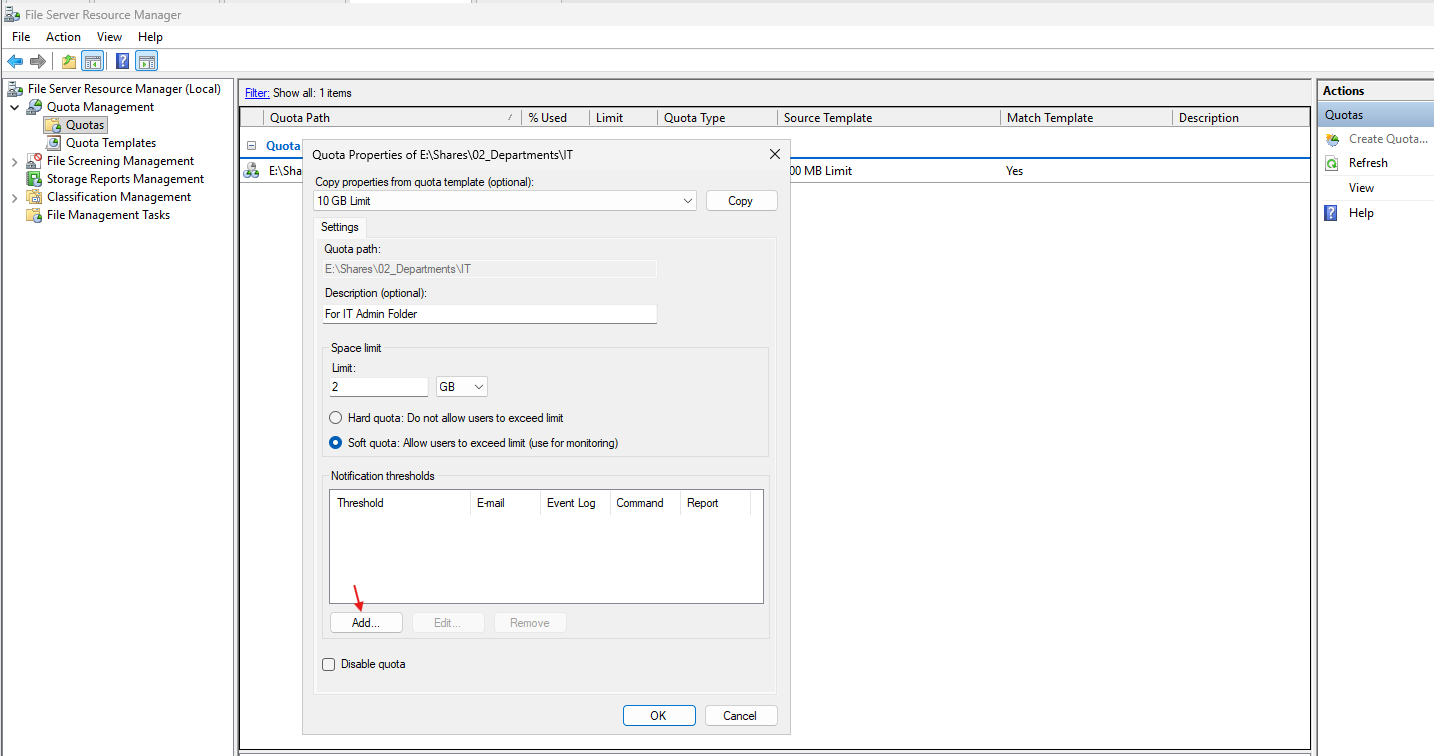 File Server Resource Manager
File Action View Help
File Server Resource Manager (Local)
Quota Management
Quotas
Quota Templates
File Screening Management
Storage Reports Management
Classification Management
File Management Tasks
Filter: Show all: 1 items
Quota Path / % Used Limit Quota Type Source Template Match Template Description
Quota
E:\Sha 00 MB Limit Yes
Quota Properties of E:\Shares\02_Departments\IT
Copy properties from quota template (optional):
10 GB Limit Copy
Settings
Quota path:
E:\Shares\02_Departments\IT
Description (optional):
For IT Admin Folder
Space limit
Limit:
2 GB
Hard quota: Do not allow users to exceed limit
Soft quota: Allow users to exceed limit (use for monitoring)
Notification thresholds
Threshold E-mail Event Log Command Report
Add... Edit... Remove
Disable quota
OK Cancel
Actions
Quotas
Create Quota...
Refresh
View
Help